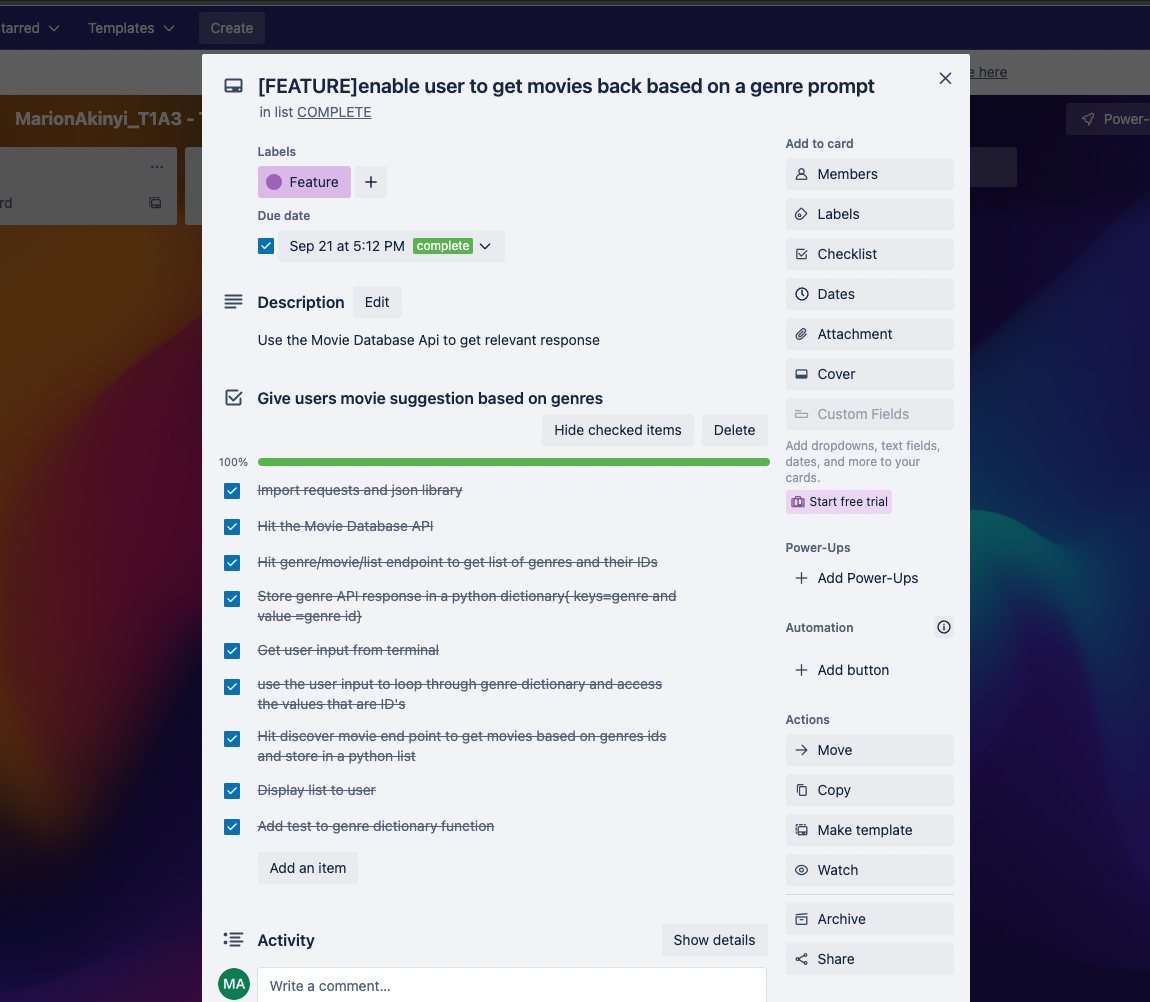 tarred
Templates
Create
e here
MarionAkinyi_T1A3 -
Power-
rd
[FEATURE]enable user to get movies back based on a genre prompt
in list COMPLETE
Labels
Feature
Due date
Sep 21 at 5:12 PM complete
Description Edit
Use the Movie Database Api to get relevant response
Give users movie suggestion based on genres
Hide checked items Delete
100%
Import requests and json library
Hit the Movie Database API
Hit genre/movie/list endpoint to get list of genres and their IDs
Store genre API response in a python dictionary{ keys=genre and
value =genre id}
Get user input from terminal
use the user input to loop through genre dictionary and access
the values that are ID's
Hit discover movie end point to get movies based on genres ids
and store in a python list
Display list to user
Add test to genre dictionary function
Add an item
Activity Show details
MA Write a comment...
Add to card
Members
Labels
Checklist
Dates
Attachment
Cover
Custom Fields
Add dropdowns, text fields,
dates, and more to your
cards.
Start free trial
Power-Ups
Add Power-Ups
Automation
Add button
Actions
Move
Copy
Make template
Watch
Archive
Share